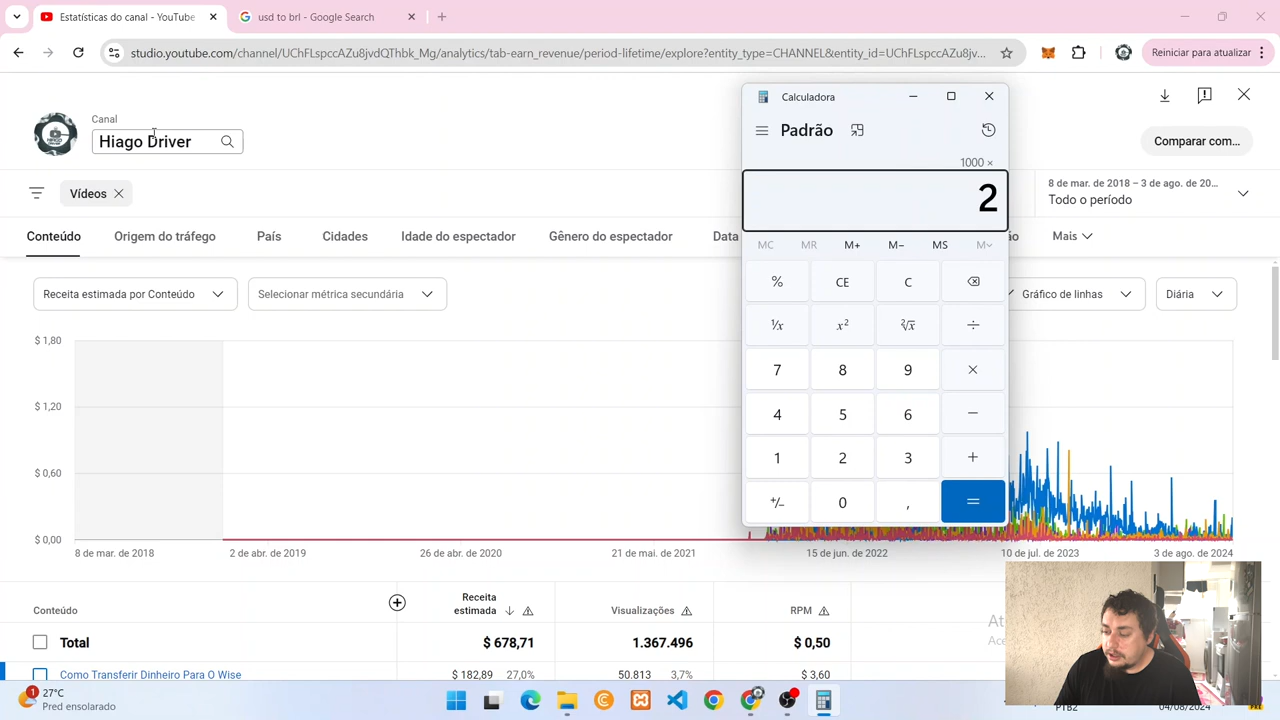 Estatísticas do canal - YouTube
usd to brl - Google Search
studio.youtube.com/channel/UChFLspccAZu8jvdQThbk_Mg/analytics/tab-earn_revenue/period-lifetime/explore?entity_type=CHANNEL&entity_id=UChFLspccAZu8jv...
Reiniciar para atualizar
Canal
Hiago Driver
Comparar com...
Vídeos
8 de mar. de 2018 – 3 de ago. de 20...
Todo o período
Conteúdo
Origem do tráfego
País
Cidades
Idade do espectador
Gênero do espectador
Data
Mais
Receita estimada por Conteúdo
Selecionar métrica secundária
Gráfico de linhas
Diária
Calculadora
Padrão
1000 ×
2
MC MR M+ M− MS M˅
% CE C ⌫
¹/x x² ²√x ÷
7 8 9 ×
4 5 6 −
1 2 3 +
+/− 0 , =
$ 1,80
$ 1,20
$ 0,60
$ 0,00
8 de mar. de 2018
2 de abr. de 2019
26 de abr. de 2020
21 de mai. de 2021
15 de jun. de 2022
10 de jul. de 2023
3 de ago. de 2024
Conteúdo
Receita
estimada
Visualizações
RPM
Total
$ 678,71
1.367.496
$ 0,50
Como Transferir Dinheiro Para O Wise
$ 182,89 27,0%
50.813 3,7%
$ 3,60
1
27°C
Pred ensolarado
PTB2
04/08/2024